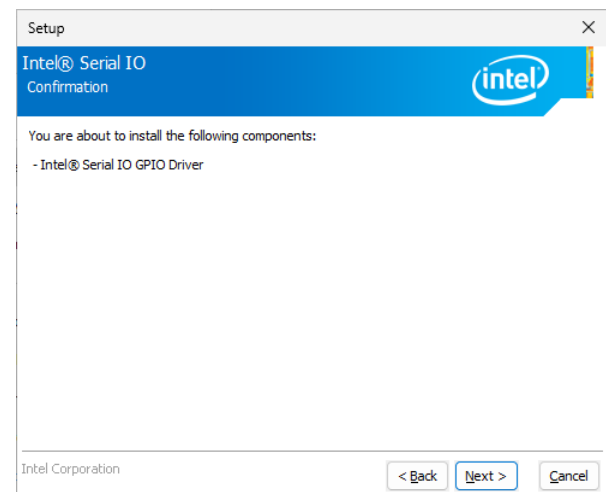 Setup
Intel® Serial IO
Confirmation
intel
You are about to install the following components:
- Intel® Serial IO GPIO Driver
Intel Corporation
< Back
Next >
Cancel